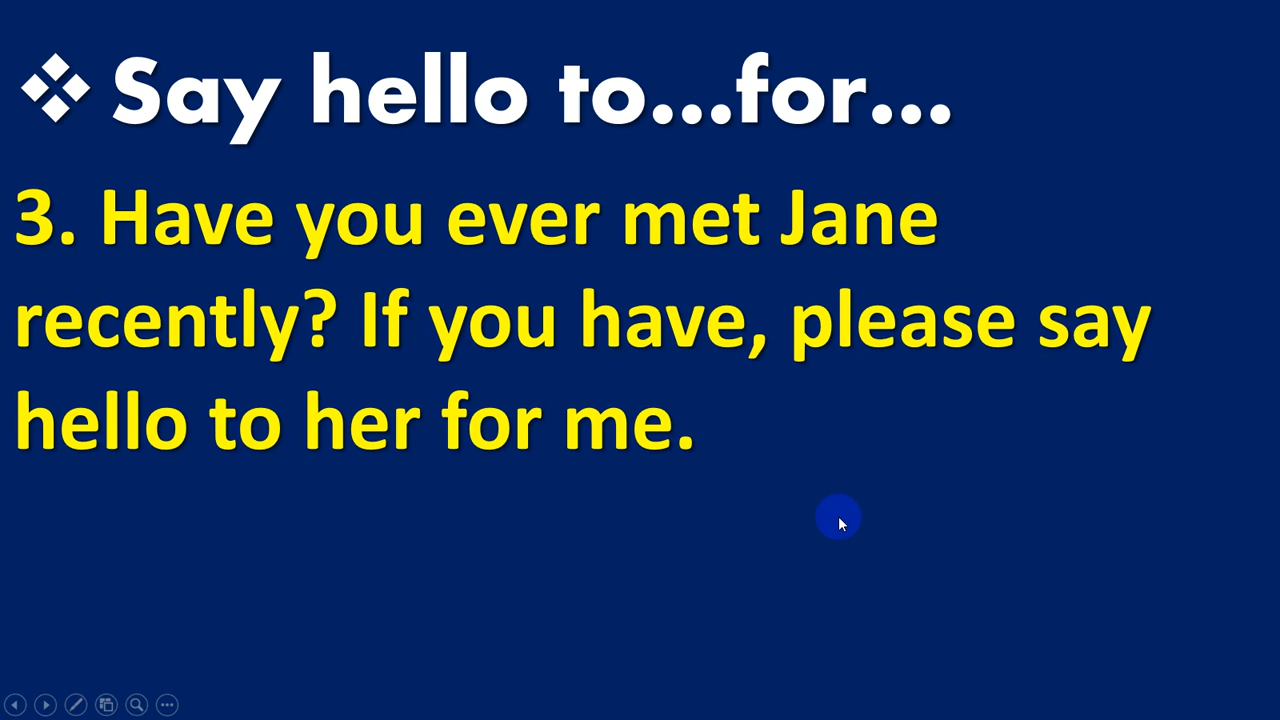 ❖ Say hello to...for...
3. Have you ever met Jane
recently? If you have, please say
hello to her for me.